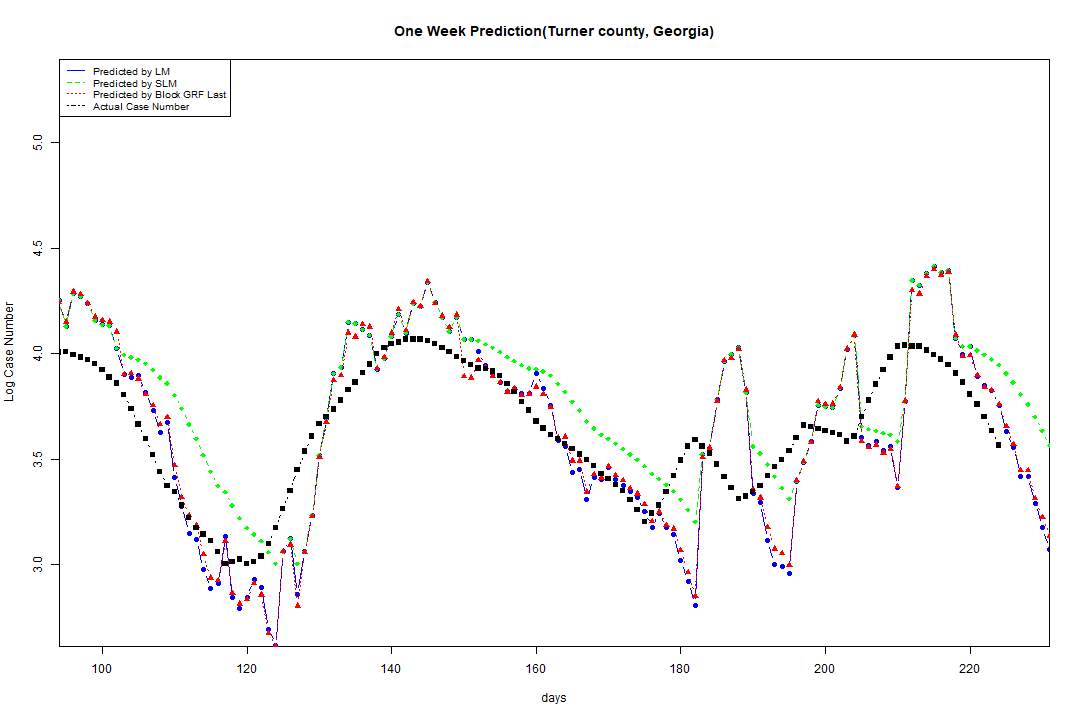 One Week Prediction(Turner county, Georgia)
Predicted by LM
Predicted by SLM
Predicted by Block GRF Last
Actual Case Number
Log Case Number
5.0
4.5
4.0
3.5
3.0
100 120 140 160 180 200 220
days